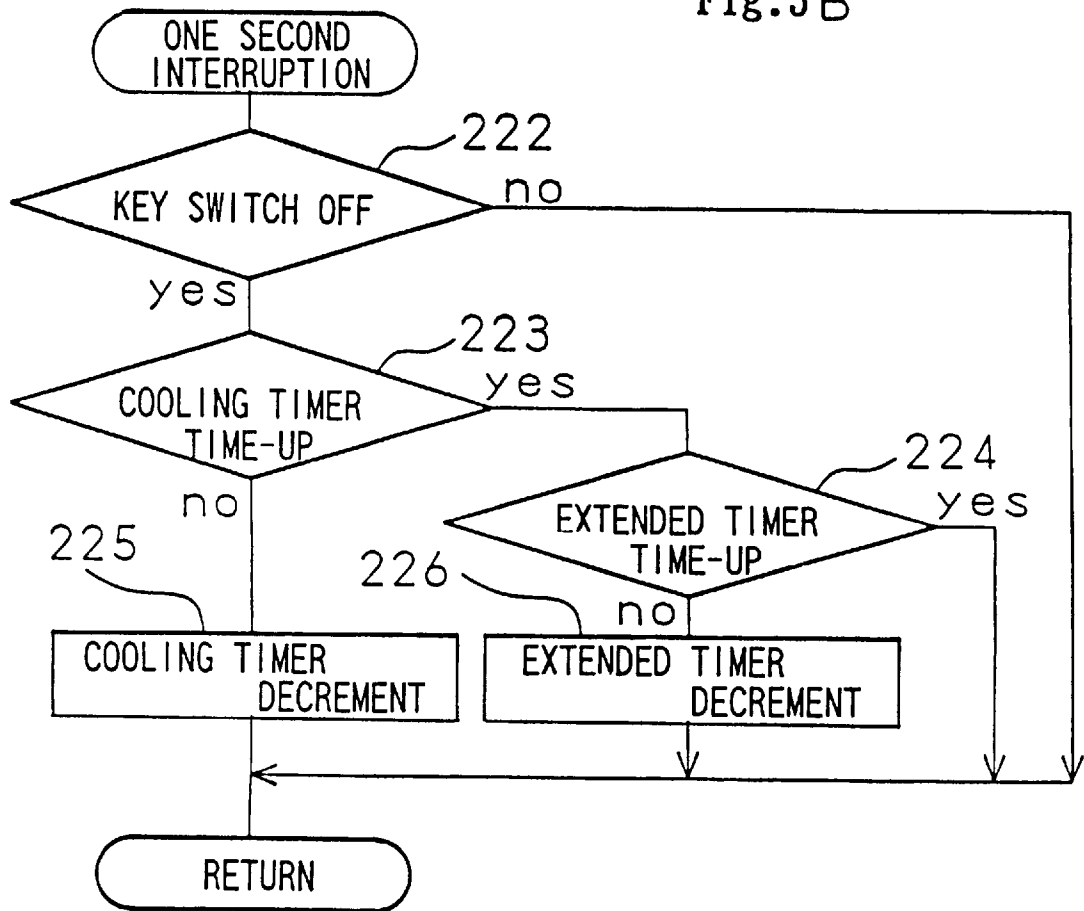 Fig.5B
ONE SECOND
INTERRUPTION
222
KEY SWITCH OFF
no
yes
223
COOLING TIMER
TIME-UP
yes
no
224
EXTENDED TIMER
TIME-UP
yes
no
225
COOLING TIMER
DECREMENT
226
EXTENDED TIMER
DECREMENT
RETURN